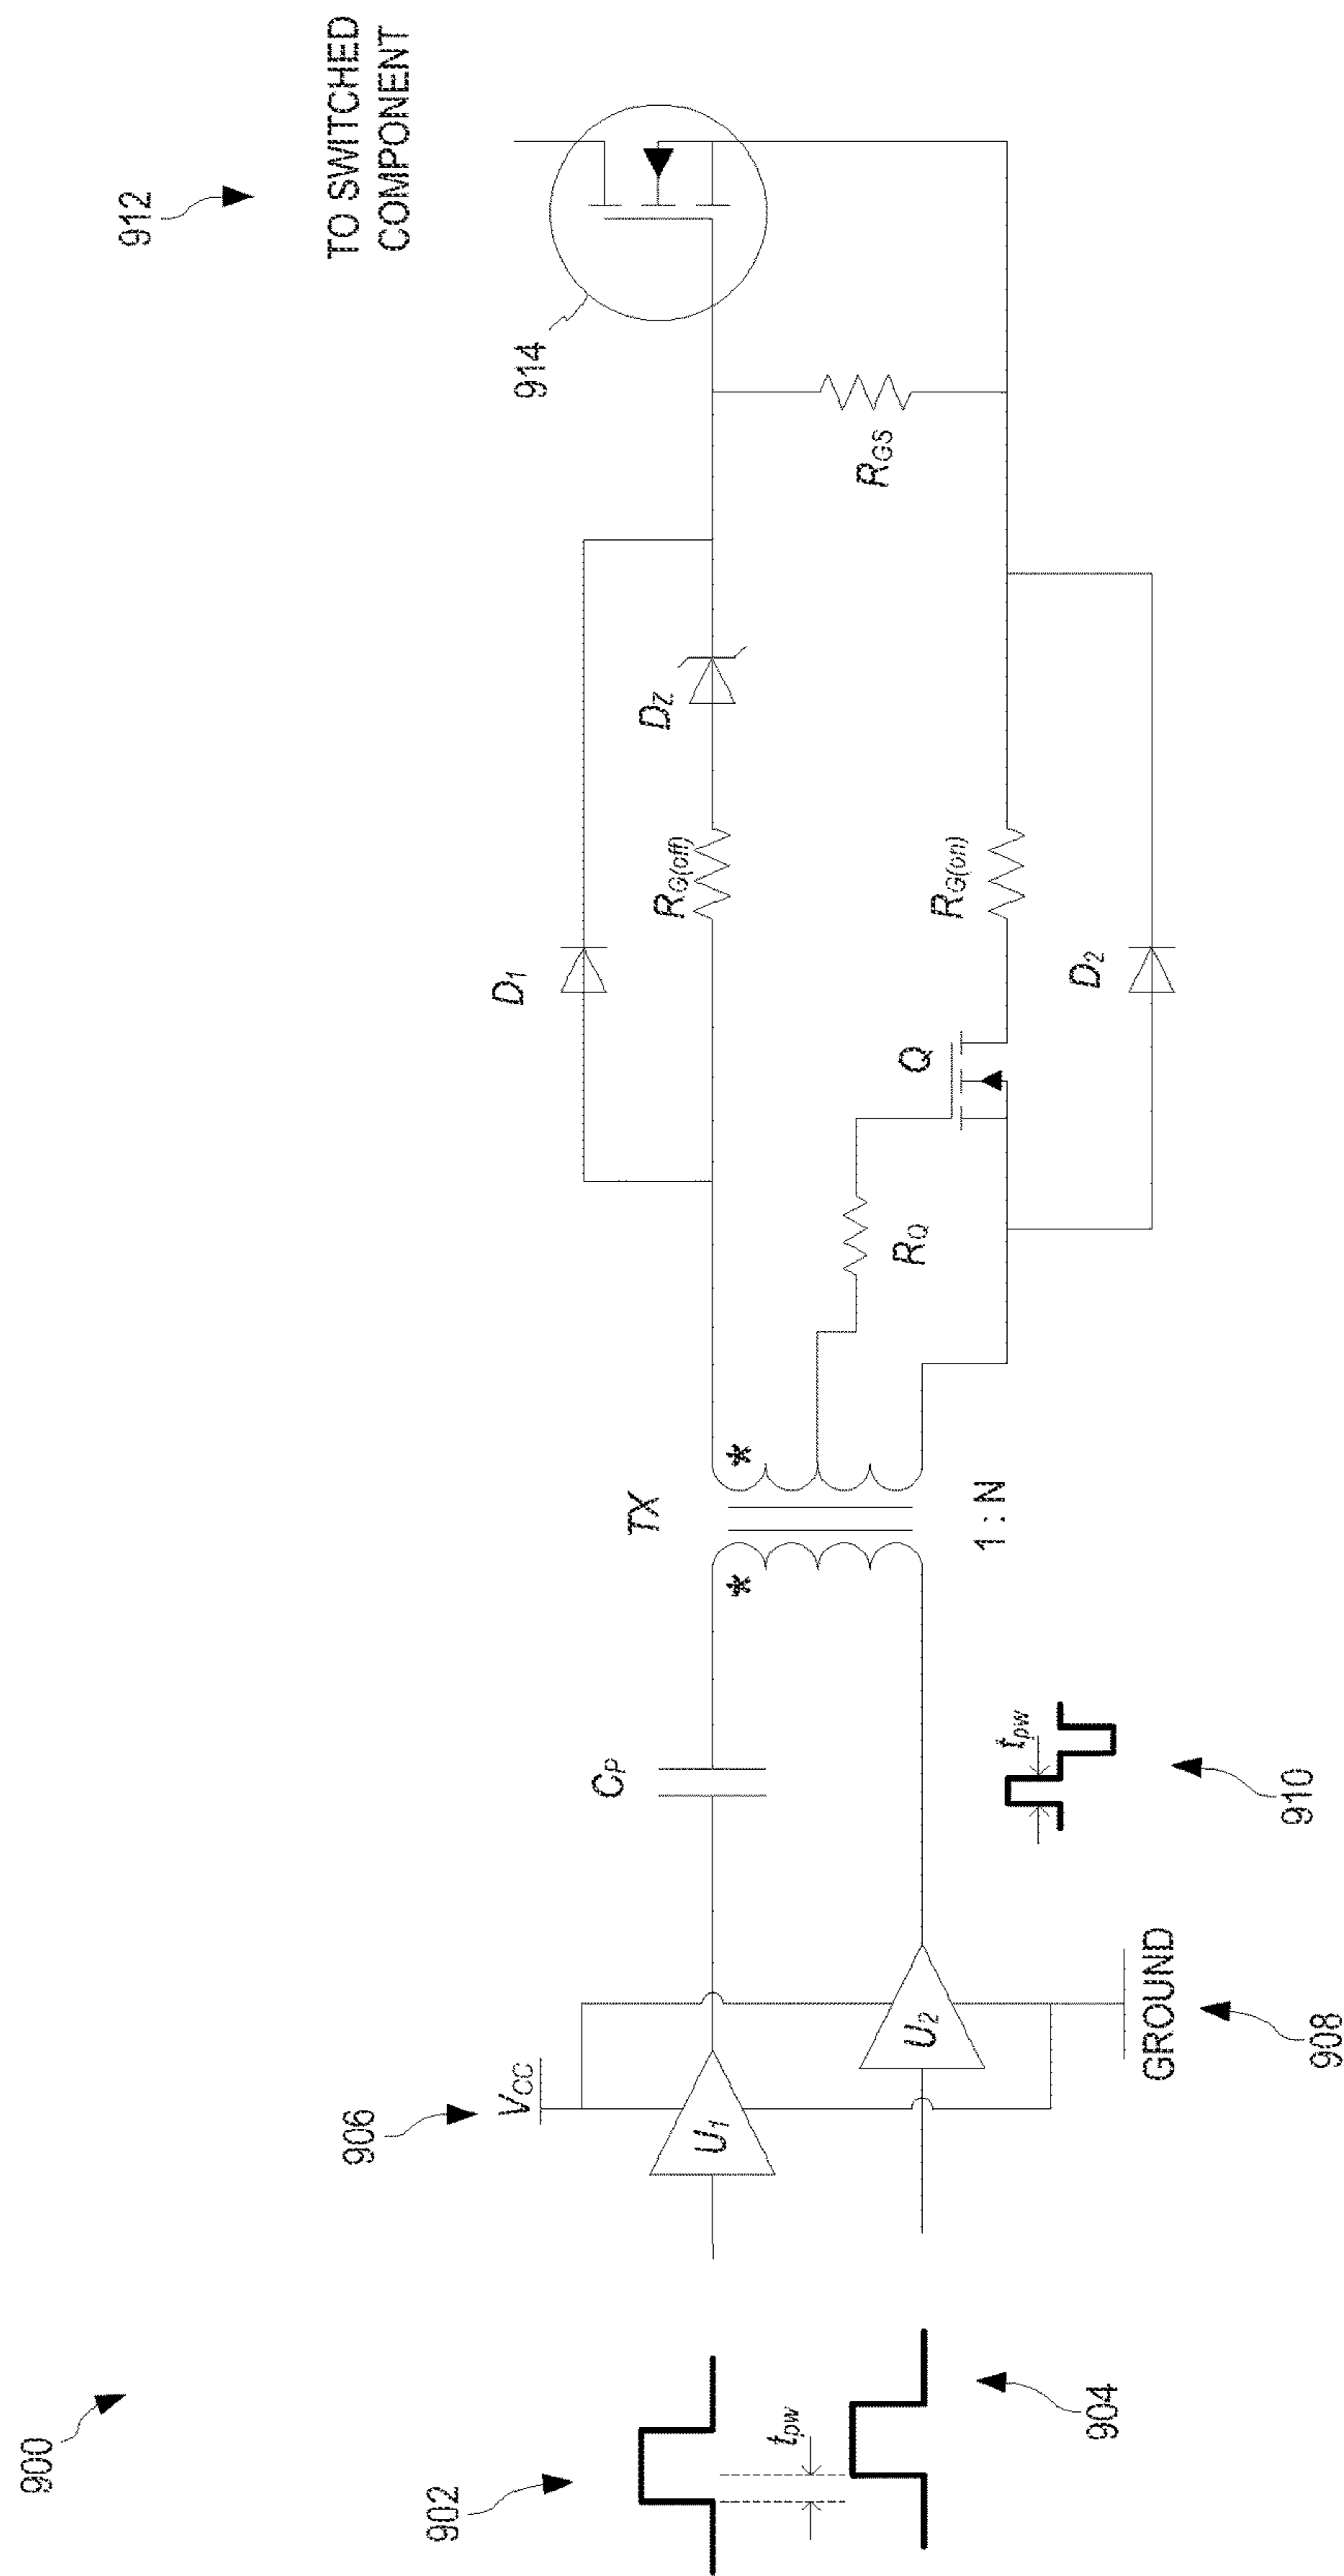 900
902
904
t_pw
906
V_CC
U_1
U_2
GROUND
908
t_pw
910
C_P
TX
*
*
1 : N
R_Q
Q
D_1
R_G(off)
D_Z
R_G(on)
D_2
R_GS
914
912
TO SWITCHED
COMPONENT